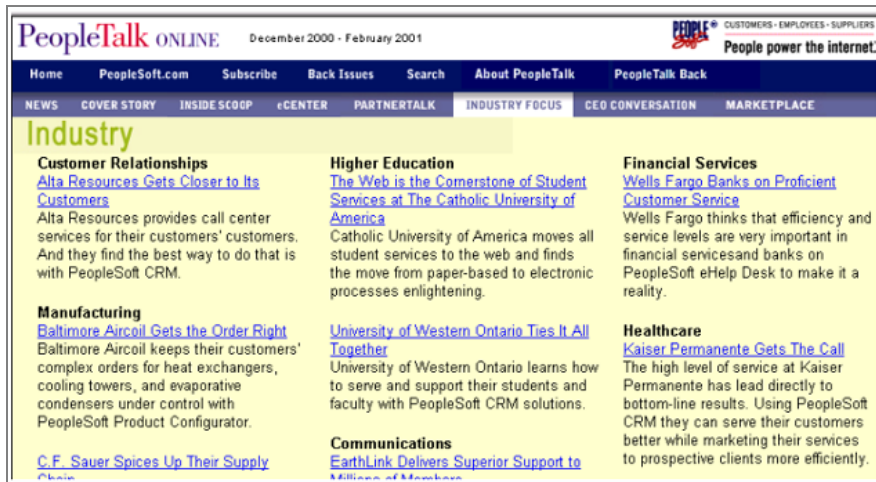 PeopleTalk ONLINE
December 2000 - February 2001
PEOPLE Soft ®
CUSTOMERS · EMPLOYEES · SUPPLIERS
People power the internet.
Home PeopleSoft.com Subscribe Back Issues Search About PeopleTalk PeopleTalk Back
NEWS COVER STORY INSIDE SCOOP eCENTER PARTNERTALK INDUSTRY FOCUS CEO CONVERSATION MARKETPLACE
Industry
Customer Relationships
Alta Resources Gets Closer to Its
Customers
Alta Resources provides call center
services for their customers' customers.
And they find the best way to do that is
with PeopleSoft CRM.
Manufacturing
Baltimore Aircoil Gets the Order Right
Baltimore Aircoil keeps their customers'
complex orders for heat exchangers,
cooling towers, and evaporative
condensers under control with
PeopleSoft Product Configurator.
C.F. Sauer Spices Up Their Supply
Chain
Higher Education
The Web is the Cornerstone of Student
Services at The Catholic University of
America
Catholic University of America moves all
student services to the web and finds
the move from paper-based to electronic
processes enlightening.
University of Western Ontario Ties It All
Together
University of Western Ontario learns how
to serve and support their students and
faculty with PeopleSoft CRM solutions.
Communications
EarthLink Delivers Superior Support to
Millions of Members
Financial Services
Wells Fargo Banks on Proficient
Customer Service
Wells Fargo thinks that efficiency and
service levels are very important in
financial servicesand banks on
PeopleSoft eHelp Desk to make it a
reality.
Healthcare
Kaiser Permanente Gets The Call
The high level of service at Kaiser
Permanente has lead directly to
bottom-line results. Using PeopleSoft
CRM they can serve their customers
better while marketing their services
to prospective clients more efficiently.